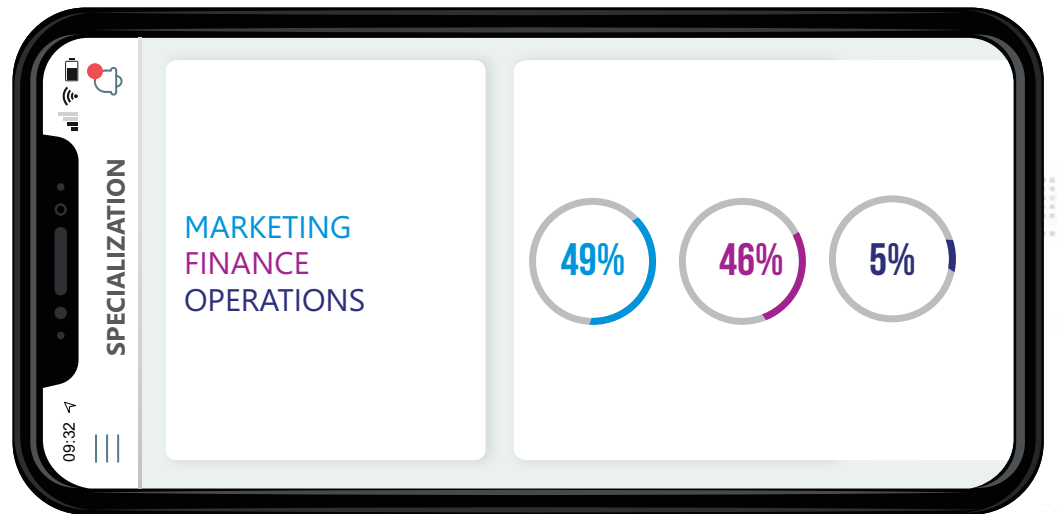 09:32
SPECIALIZATION
MARKETING
FINANCE
OPERATIONS
49%
46%
5%